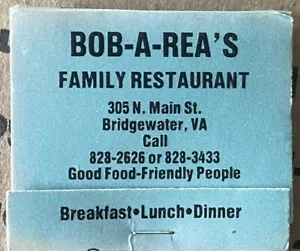 BOB-A-REA'S
FAMILY RESTAURANT
305 N. Main St.
Bridgewater, VA
Call
828-2626 or 828-3433
Good Food-Friendly People
Breakfast•Lunch•Dinner